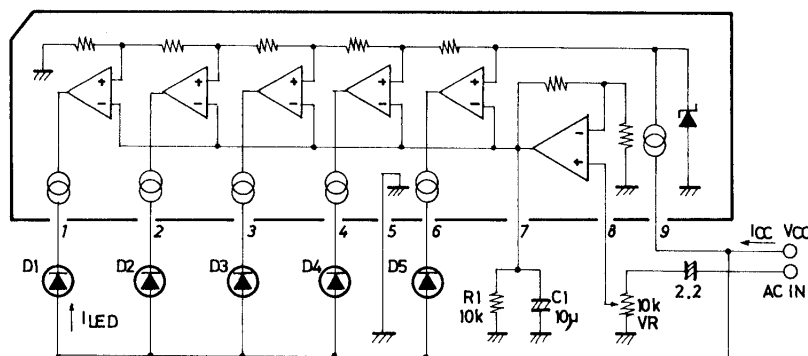 + + + + +
- - - - -
-
+
1 2 3 4 5 6 7 8 9
ICC VCC
AC IN
D1 D2 D3 D4 D5
ILED
R1
10k
C1
10μ
10k
VR
2.2